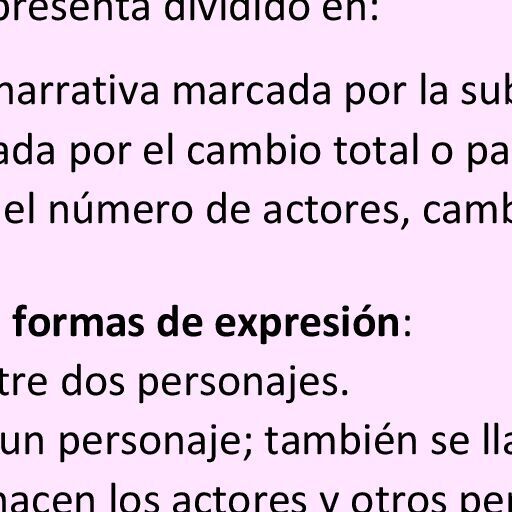 presenta dividido en:
narrativa marcada por la sub
ada por el cambio total o pa
el número de actores, camb
formas de expresión:
tre dos personajes.
un personaje; también se lla
hacen los actores y otros per